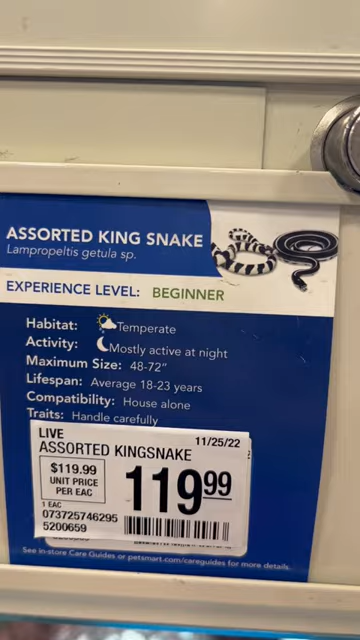 ASSORTED KING SNAKE
Lampropeltis getula sp.
EXPERIENCE LEVEL: BEGINNER
Habitat: Temperate
Activity: Mostly active at night
Maximum Size: 48-72"
Lifespan: Average 18-23 years
Compatibility: House alone
Traits: Handle carefully
LIVE 11/25/22
ASSORTED KINGSNAKE
$119.99
UNIT PRICE
PER EAC
119.99
1 EAC
073725746295
5200659
See in-store Care Guides or petsmart.com/careguides for more details.